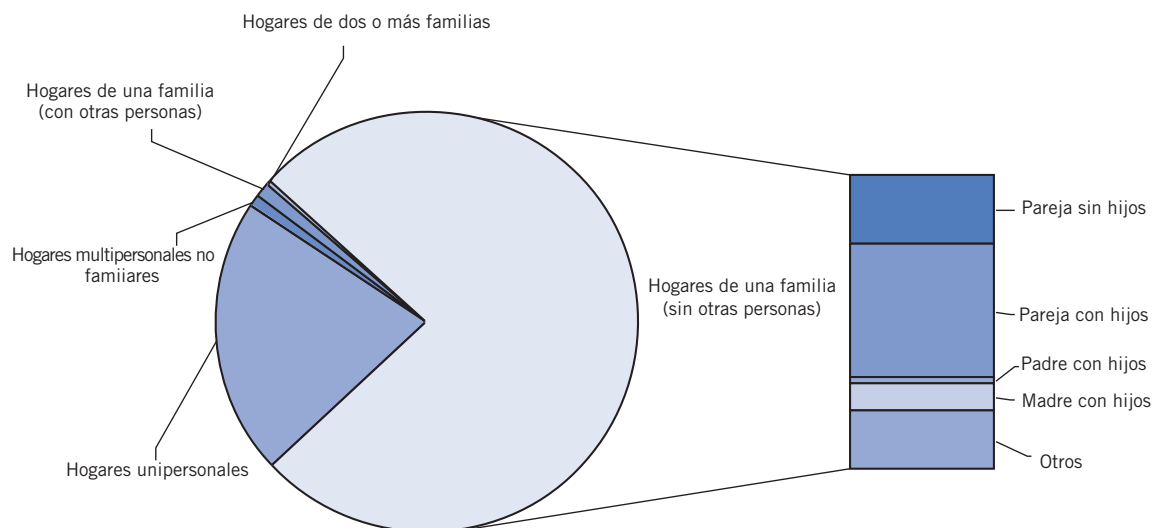 Hogares de dos o más familias
Hogares de una familia
(con otras personas)
Hogares multipersonales no
famiiares
Hogares unipersonales
Hogares de una familia
(sin otras personas)
Pareja sin hijos
Pareja con hijos
Padre con hijos
Madre con hijos
Otros